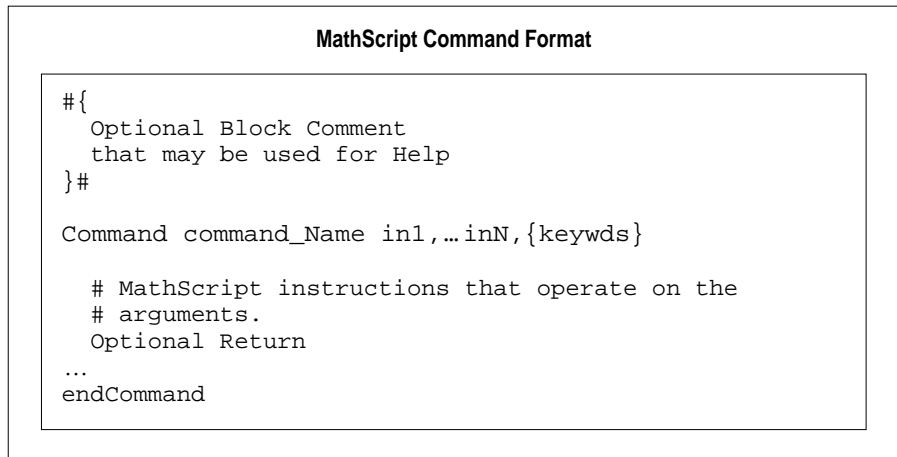 MathScript Command Format
#{
Optional Block Comment
that may be used for Help
}#
Command command_Name in1,…inN,{keywds}
# MathScript instructions that operate on the
# arguments.
Optional Return
…
endCommand